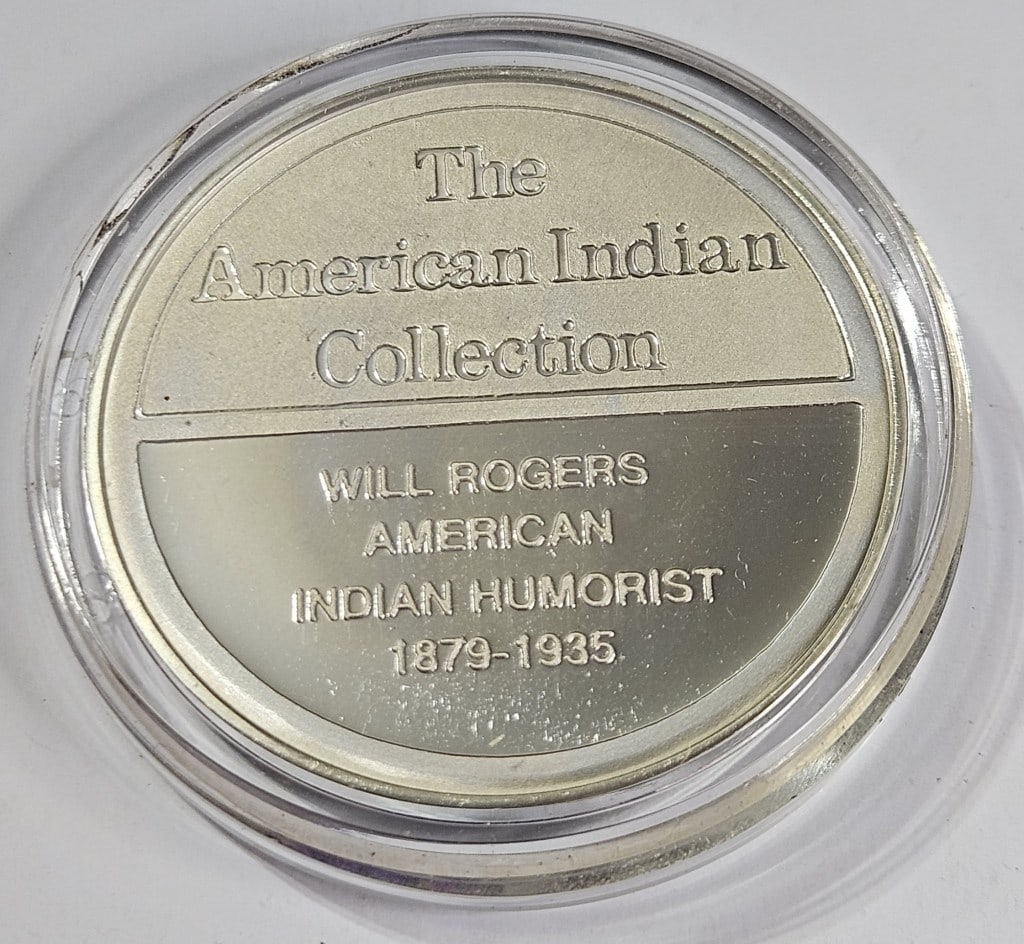 The
American Indian
Collection
WILL ROGERS
AMERICAN
INDIAN HUMORIST
1879-1935